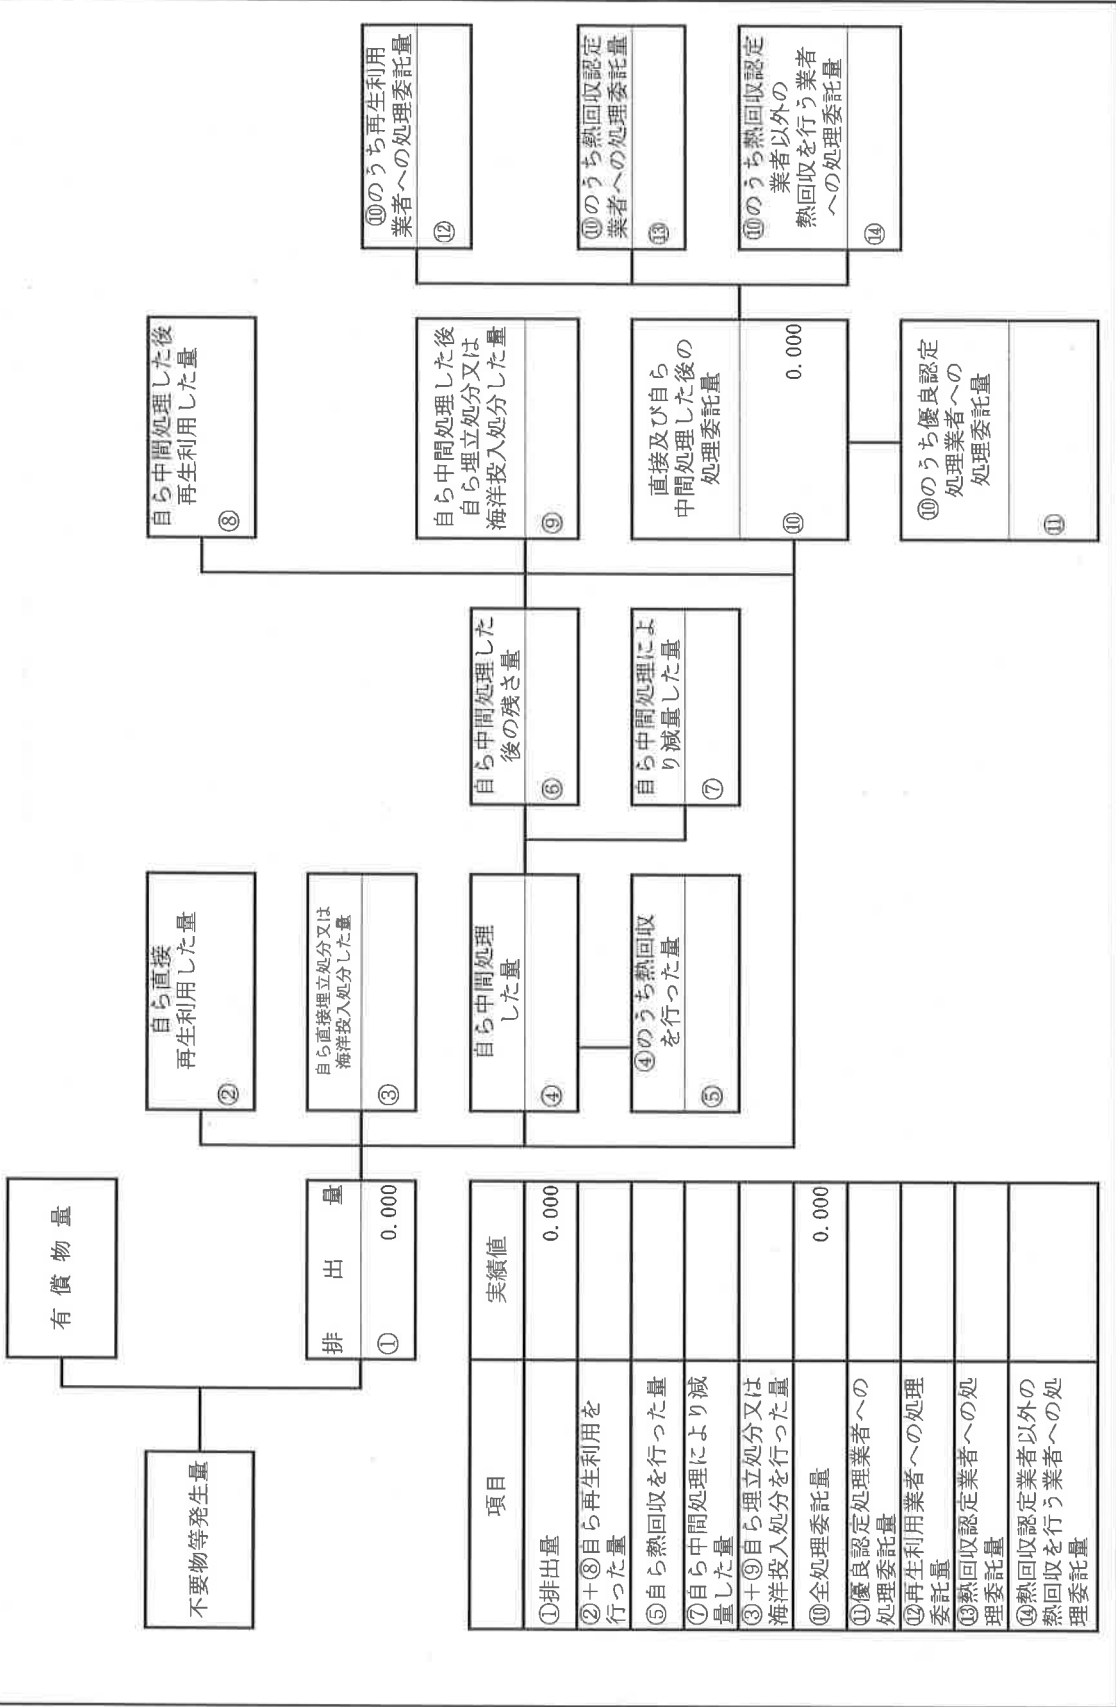 有償物量
不要物等発生量
排出量
① 0.000
自ら直接
再生利用した量
②
自ら直接埋立処分又は
海洋投入処分した量
③
自ら中間処理
した量
④
④のうち熱回収
を行った量
⑤
自ら中間処理した
後の残さ量
⑥
自ら中間処理によ
り減量した量
⑦
自ら中間処理した後
再生利用した量
⑧
自ら中間処理した後
自ら埋立処分又は
海洋投入処分した量
⑨
直接及び自ら
中間処理した後の
処理委託量
⑩ 0.000
⑩のうち優良認定
処理業者への
処理委託量
⑪
⑩のうち再生利用
業者への処理委託量
⑫
⑩のうち熱回収認定
業者への処理委託量
⑬
⑩のうち熱回収認定
業者以外の
熱回収を行う業者
への処理委託量
⑭
項目 実績値
①排出量 0.000
②+⑧自ら再生利用を
行った量
⑤自ら熱回収を行った量
⑦自ら中間処理により減
量した量
③+⑨自ら埋立処分又は
海洋投入処分を行った量
⑩全処理委託量 0.000
⑪優良認定処理業者への
処理委託量
⑫再生利用業者への処理
委託量
⑬熱回収認定業者への処
理委託量
⑭熱回収認定業者以外の
熱回収を行う業者への処
理委託量